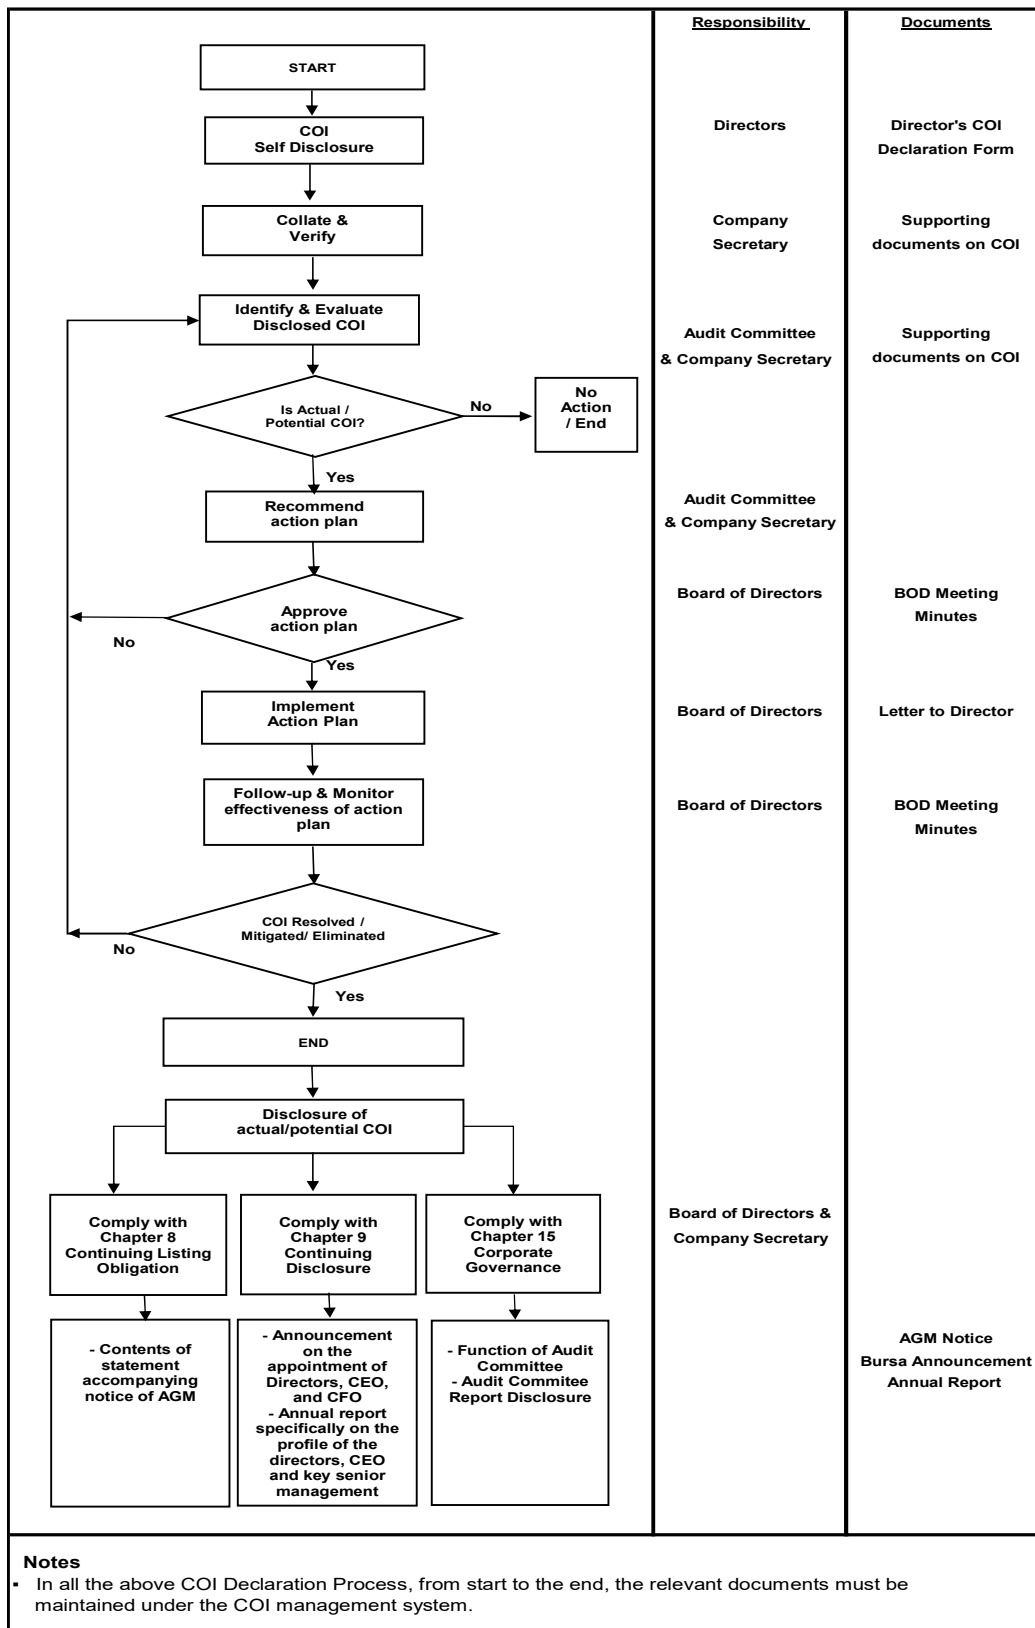 Responsibility
Documents
START
COI
Self Disclosure
Directors
Director's COI
Declaration Form
Collate &
Verify
Company
Secretary
Supporting
documents on COI
Identify & Evaluate
Disclosed COI
Audit Committee
& Company Secretary
Supporting
documents on COI
Is Actual /
Potential COI?
No
No
Action
/ End
Yes
Recommend
action plan
Audit Committee
& Company Secretary
Approve
action plan
Board of Directors
BOD Meeting
Minutes
No
Yes
Implement
Action Plan
Board of Directors
Letter to Director
Follow-up & Monitor
effectiveness of action
plan
Board of Directors
BOD Meeting
Minutes
COI Resolved /
Mitigated/ Eliminated
No
Yes
END
Disclosure of
actual/potential COI
Comply with
Chapter 8
Continuing Listing
Obligation
Comply with
Chapter 9
Continuing
Disclosure
Comply with
Chapter 15
Corporate
Governance
Board of Directors &
Company Secretary
- Contents of
statement
accompanying
notice of AGM
- Announcement
on the
appointment of
Directors, CEO,
and CFO
- Annual report
specifically on the
profile of the
directors, CEO
and key senior
management
- Function of Audit
Committee
- Audit Commitee
Report Disclosure
AGM Notice
Bursa Announcement
Annual Report
Notes
▪ In all the above COI Declaration Process, from start to the end, the relevant documents must be
maintained under the COI management system.